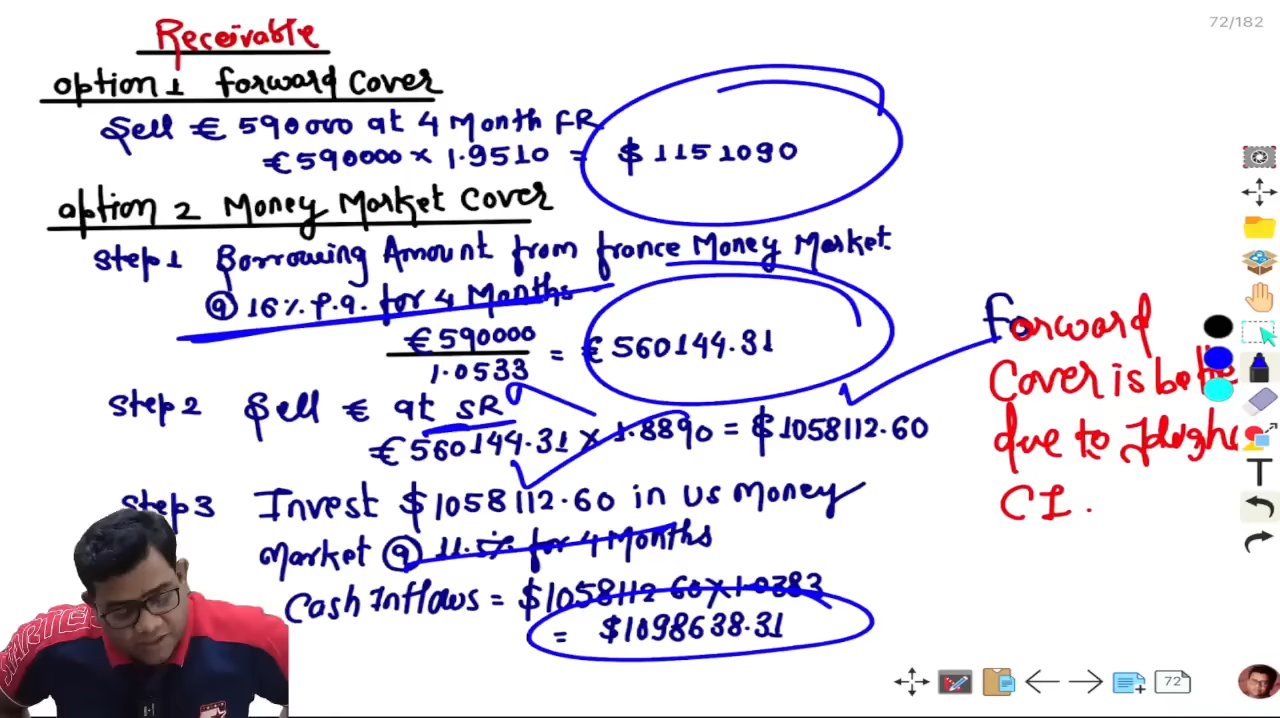 72/182
Receivable
option 1 forward Cover
Sell € 590000 at 4 Month FR
€590000 × 1.9510 = $ 1151090
option 2 Money Market Cover
Step 1 Borrowing Amount from france Money Market
@ 16% P.a. for 4 Months
€590000
1.0533
= €560144.31
Step 2 Sell € at SR
€560144.31 × 1.8890 = $1058112.60
Step 3 Invest $1058112.60 in US money
market @ 11.5% for 4 Months
Cash Inflows = $1058112.60 × 1.0383
= $1098638.31
Forward
Cover is
due to
CI.
STARTE
T
72